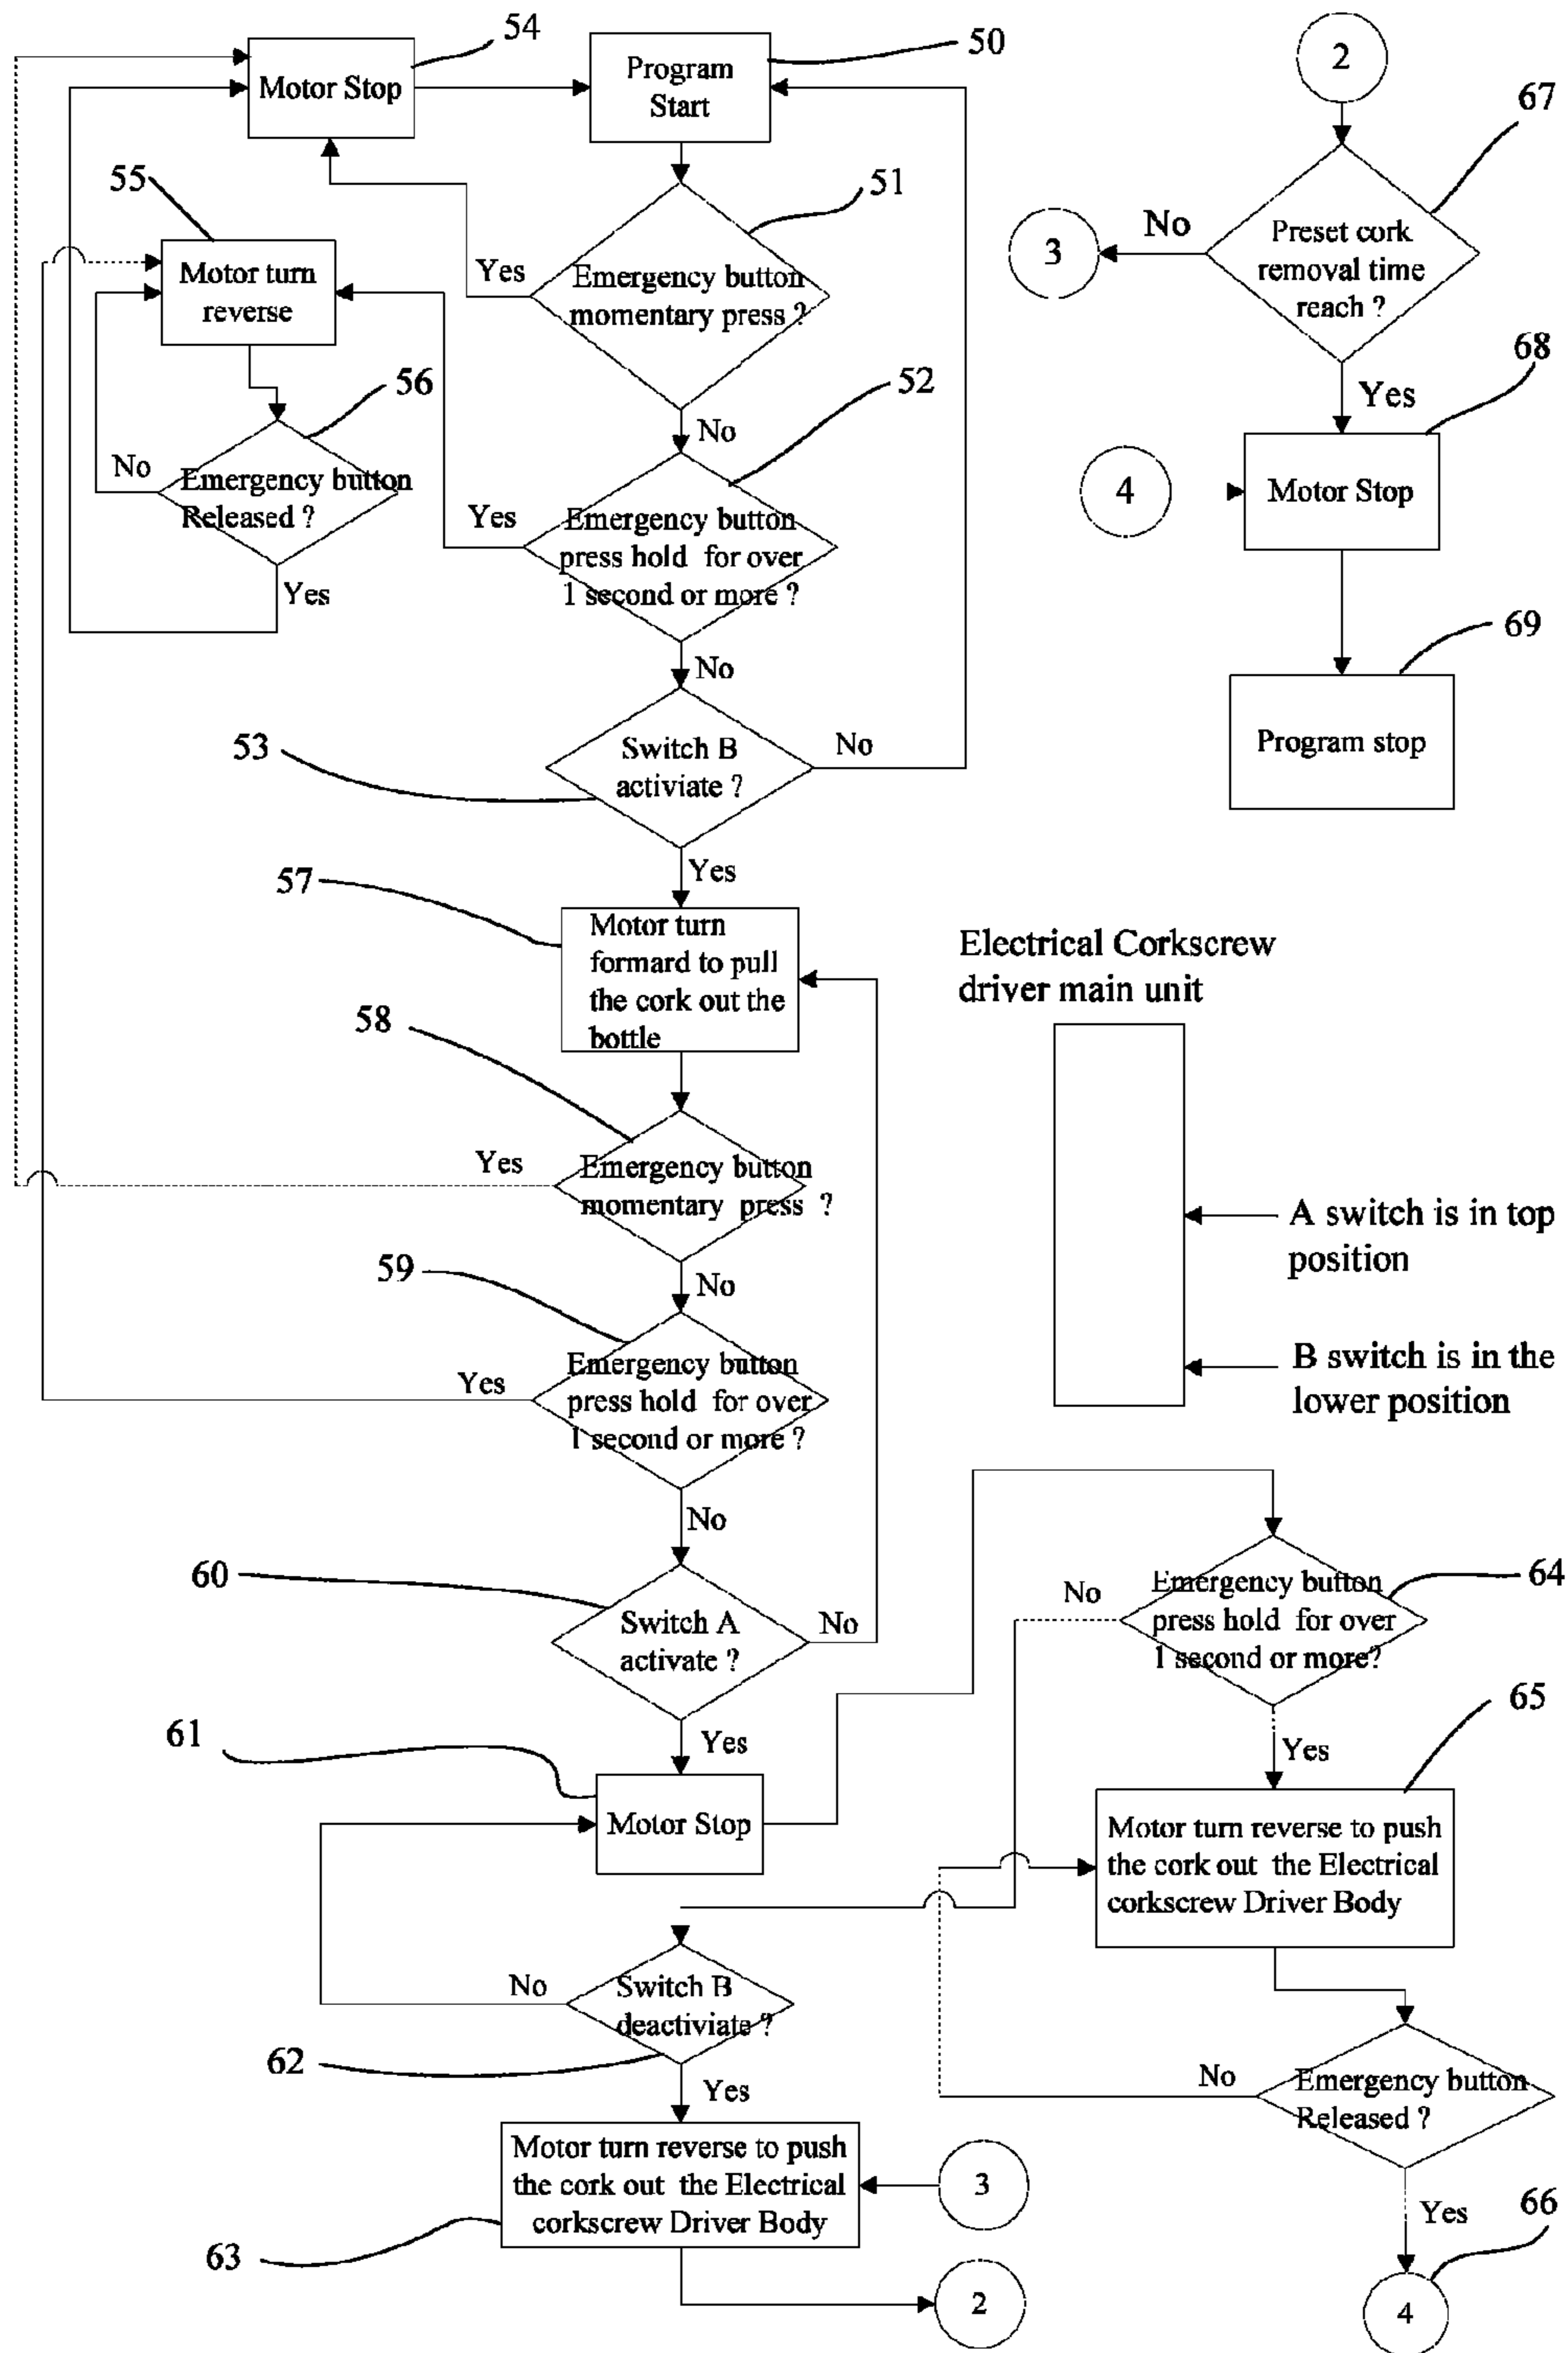 54
Motor Stop
50
Program
Start
2
67
55
Motor turn
reverse
51
Yes
Emergency button
momentary press ?
3
No
Preset cork
removal time
reach ?
56
No
Emergency button
Released ?
Yes
52
No
Yes
Emergency button
press hold for over
1 second or more ?
68
Yes
4
Motor Stop
69
Program stop
No
53
Switch B
activiate ?
No
Yes
57
Motor turn
formard to pull
the cork out the
bottle
Electrical Corkscrew
driver main unit
A switch is in top
position
B switch is in the
lower position
58
Yes
Emergency button
momentary press ?
No
59
Yes
Emergency button
press hold for over
1 second or more ?
No
60
Switch A
activate ?
No
Yes
61
Motor Stop
64
No
Emergency button
press hold for over
1 second or more?
Yes
65
Motor turn reverse to push
the cork out the Electrical
corkscrew Driver Body
No
Switch B
deactiviate ?
62
Yes
No
Emergency button
Released ?
Yes
66
4
Motor turn reverse to push
the cork out the Electrical
corkscrew Driver Body
63
3
2